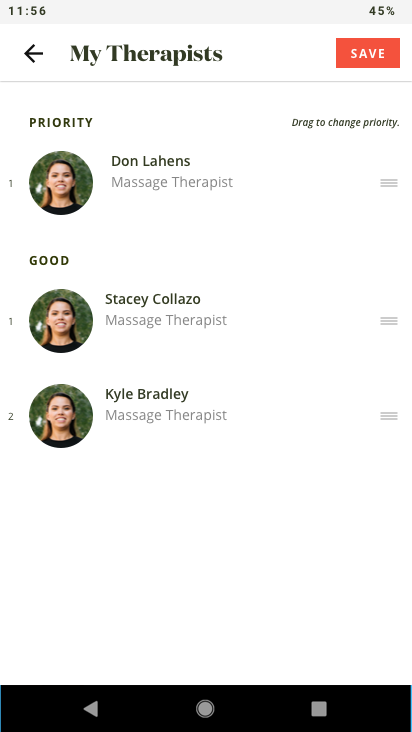 11:56 45%
My Therapists SAVE
PRIORITY Drag to change priority.
Don Lahens
1 Massage Therapist
GOOD
Stacey Collazo
1 Massage Therapist
Kyle Bradley
2 Massage Therapist